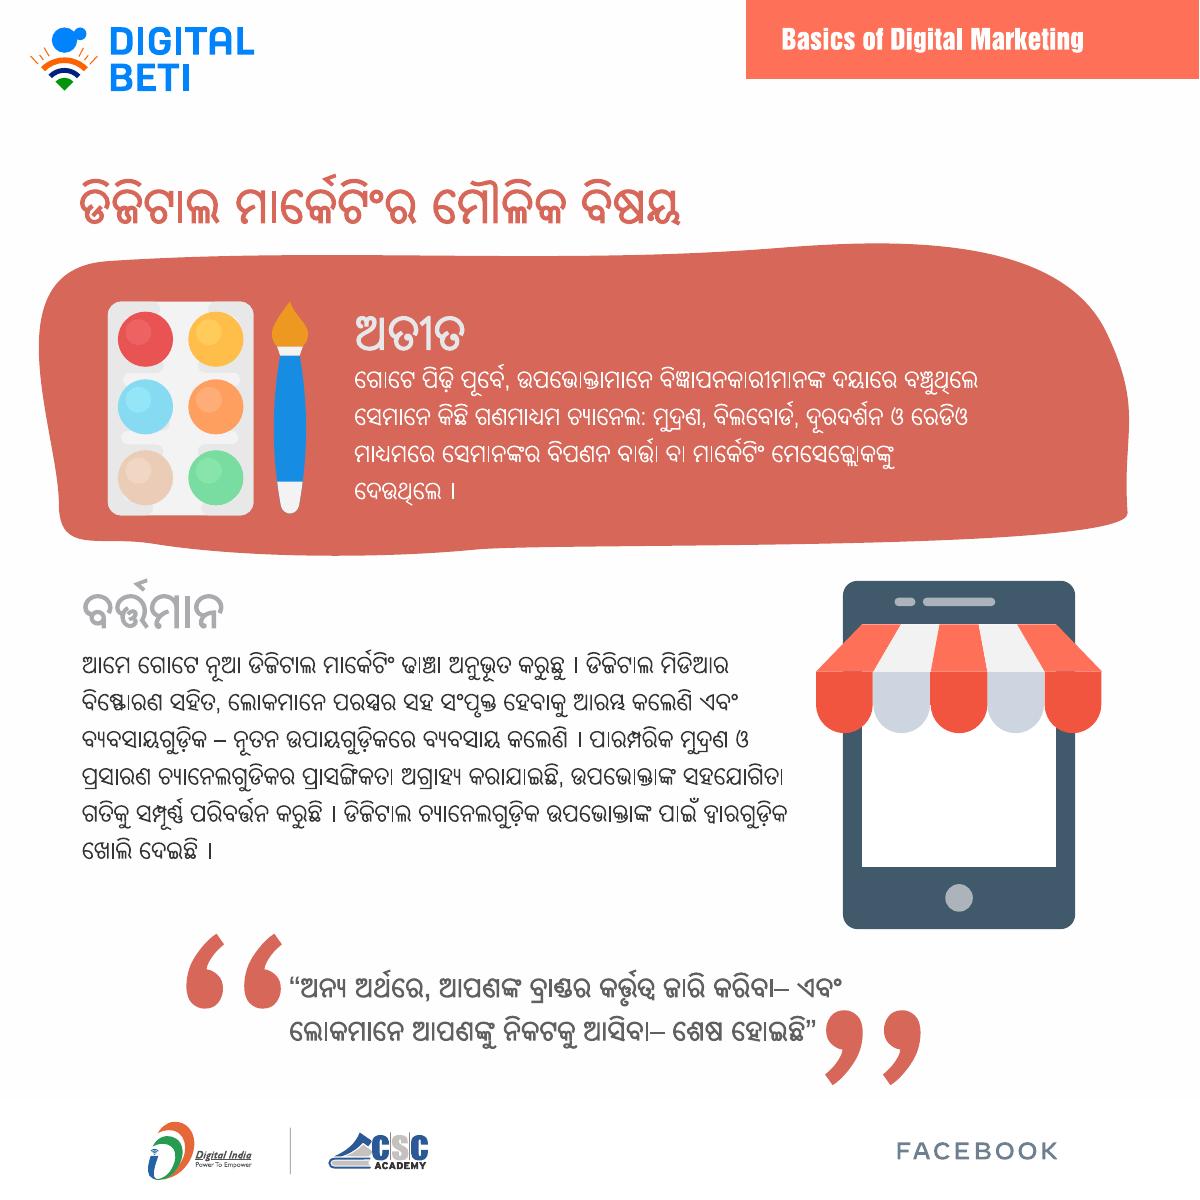 DIGITAL
BETI
Basics of Digital Marketing
ଡିଜିଟାଲ ମାର୍କେଟିଂର ମୌଳିକ ବିଷୟ
ଅତୀତ
ଗୋଟେ ପିଢ଼ି ପୂର୍ବେ, ଉପଭୋକ୍ତାମାନେ ବିଜ୍ଞାପନକାରୀମାନଙ୍କ ଦୟାରେ ବଞ୍ଚୁଥିଲେ
ସେମାନେ କିଛି ଗଣମାଧ୍ୟମ ଚ୍ୟାନେଲ: ମୁଦ୍ରଣ, ବିଲବୋର୍ଡ, ଦୂରଦର୍ଶନ ଓ ରେଡିଓ
ମାଧ୍ୟମରେ ସେମାନଙ୍କର ବିପଣନ ବାର୍ତ୍ତା ବା ମାର୍କେଟିଂ ମେସେଜ୍ଲୋକଙ୍କୁ
ଦେଉଥିଲେ ।
ବର୍ତ୍ତମାନ
ଆମେ ଗୋଟେ ନୂଆ ଡିଜିଟାଲ ମାର୍କେଟିଂ ଢାଞ୍ଚା ଅନୁଭୂତ କରୁଛୁ । ଡିଜିଟାଲ ମିଡିଆର
ବିଷ୍ଫୋରଣ ସହିତ, ଲୋକମାନେ ପରସ୍ପର ସହ ସଂପୃକ୍ତ ହେବାକୁ ଆରମ୍ଭ କଲେଣି ଏବଂ
ବ୍ୟବସାୟଗୁଡ଼ିକ – ନୂତନ ଉପାୟଗୁଡ଼ିକରେ ବ୍ୟବସାୟ କଲେଣି । ପାରମ୍ପରିକ ମୁଦ୍ରଣ ଓ
ପ୍ରସାରଣ ଚ୍ୟାନେଲଗୁଡିକର ପ୍ରାସଙ୍ଗିକତା ଅଗ୍ରାହ୍ୟ କରାଯାଇଛି, ଉପଭୋକ୍ତାଙ୍କ ସହଯୋଗିତା
ଗତିକୁ ସମ୍ପୂର୍ଣ୍ଣ ପରିବର୍ତ୍ତନ କରୁଛି । ଡିଜିଟାଲ ଚ୍ୟାନେଲଗୁଡ଼ିକ ଉପଭୋକ୍ତାଙ୍କ ପାଇଁ ଦ୍ୱାରଗୁଡ଼ିକ
ଖୋଲି ଦେଇଛି ।
“ଅନ୍ୟ ଅର୍ଥରେ, ଆପଣଙ୍କ ବ୍ରାଣ୍ଡର କର୍ତ୍ତୃତ୍ୱ ଜାରି କରିବା– ଏବଂ
ଲୋକମାନେ ଆପଣଙ୍କୁ ନିକଟକୁ ଆସିବା– ଶେଷ ହୋଇଛି”
Digital India
Power To Empower
CSC
ACADEMY
FACEBOOK